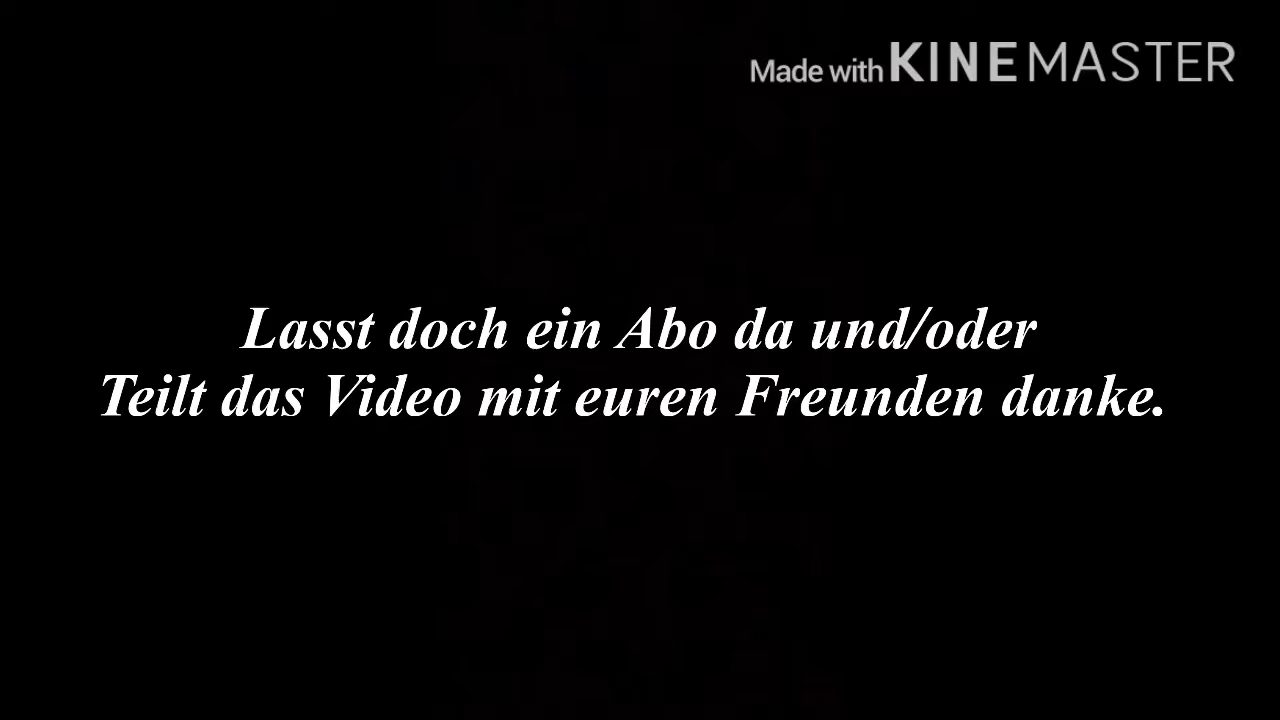 Made with KINEMASTER
Lasst doch ein Abo da und/oder
Teilt das Video mit euren Freunden danke.